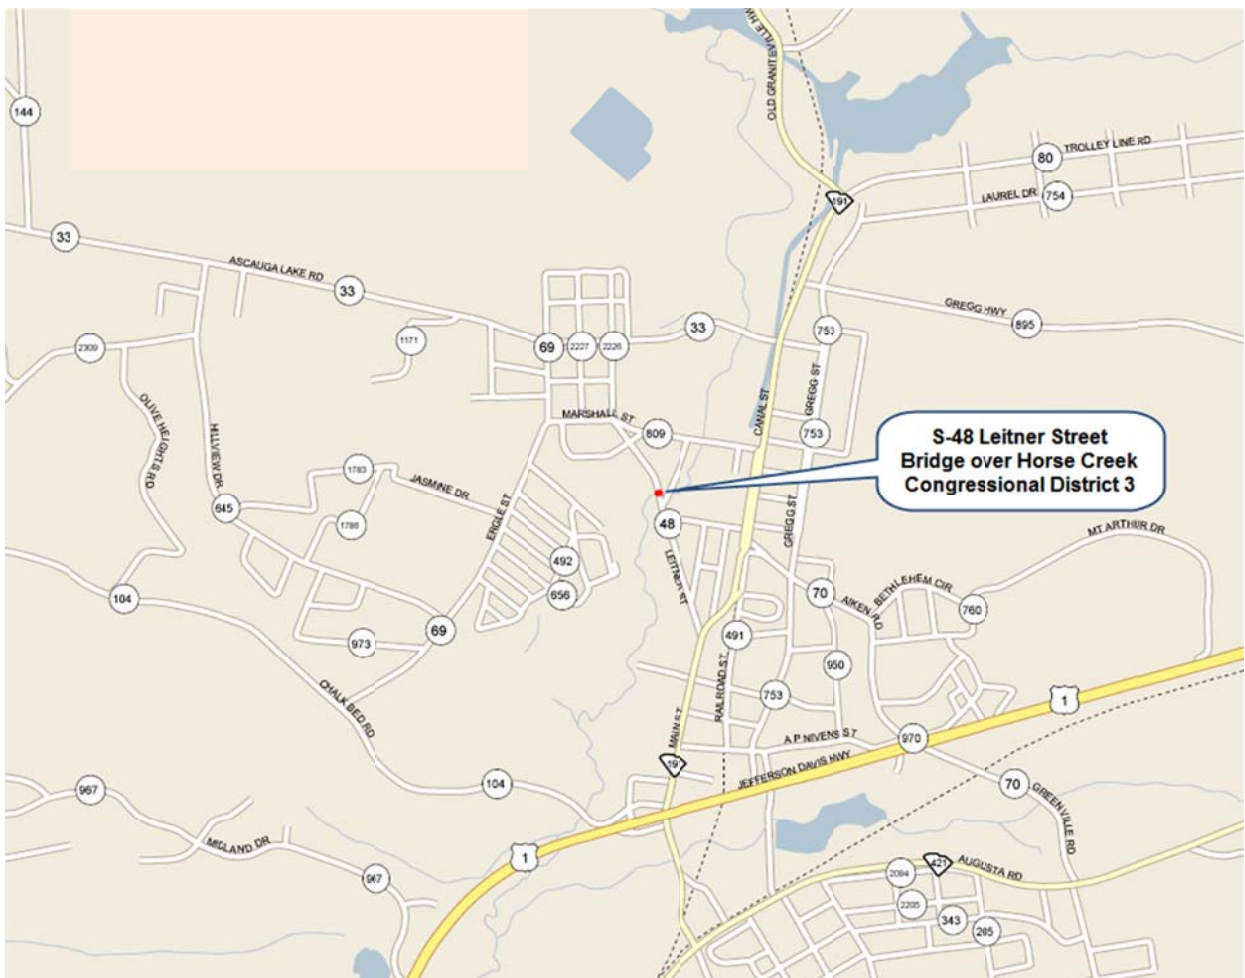 OLD GRANITEVILLE HWY
144
TROLLEY LINE RD
80
LAUREL DR
754
191
33
ASCAUGA LAKE RD
33
GREGG HWY
895
33
753
1171
69
2227
2226
2309
GREGG ST
CANAL ST
MARSHALL ST
809
753
OLIVE HEIGHTS RD
HILLVIEW DR
S-48 Leitner Street
Bridge over Horse Creek
Congressional District 3
1783
JASMINE DR
ERGLE ST
645
1786
48
GREGG ST
MT ARTHUR DR
492
LEITNER ST
656
70
AIKEN RD
BETHLEHEM CIR
760
104
69
973
491
950
RAILROAD ST
753
CHALK BED RD
MAIN ST
A P NIVENS ST
970
1
19
JEFFERSON DAVIS HWY
104
70
GREENVILLE RD
967
MIDLAND DR
1
967
421
AUGUSTA RD
2094
2205
343
265